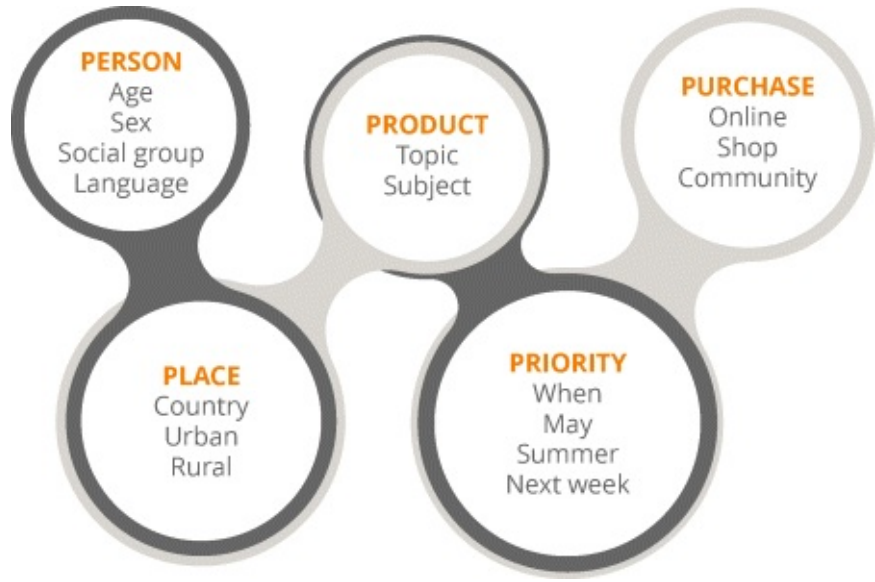 PERSON
Age
Sex
Social group
Language
PLACE
Country
Urban
Rural
PRODUCT
Topic
Subject
PRIORITY
When
May
Summer
Next week
PURCHASE
Online
Shop
Community